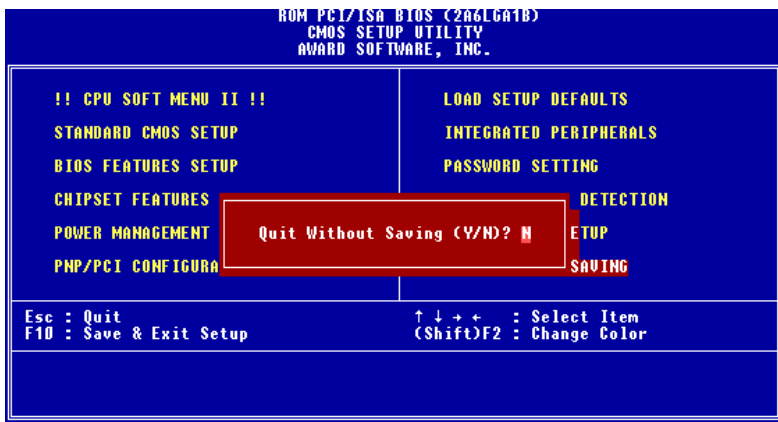 ROM PCI/ISA BIOS (2A6LGA1B)
CMOS SETUP UTILITY
AWARD SOFTWARE, INC.
!! CPU SOFT MENU II !!
STANDARD CMOS SETUP
BIOS FEATURES SETUP
CHIPSET FEATURES
POWER MANAGEMENT
PNP/PCI CONFIGURA
LOAD SETUP DEFAULTS
INTEGRATED PERIPHERALS
PASSWORD SETTING
DETECTION
ETUP
SAVING
Quit Without Saving (Y/N)? N
Esc : Quit
F10 : Save & Exit Setup
↑ ↓ → ← : Select Item
(Shift)F2 : Change Color